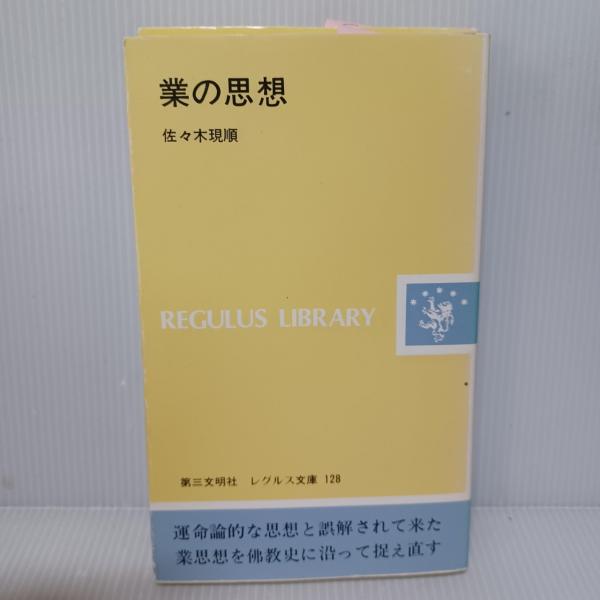 業の思想
佐々木現順
REGULUS LIBRARY
第三文明社 レグルス文庫 128
運命論的な思想と誤解されて来た
業思想を佛教史に沿って捉え直す